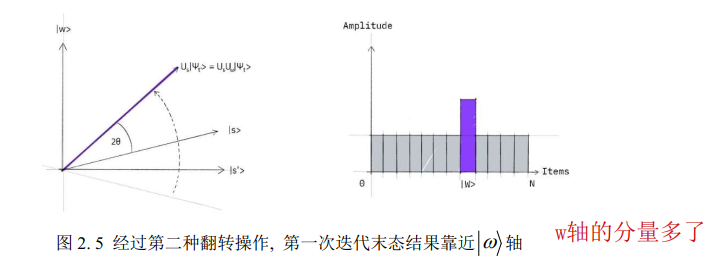 |w>
U_s|Ψ_t'> = U_sU_ω|Ψ_t>
2θ
|s>
|s'>
Amplitude
Items
0
|W>
N
图 2.5 经过第二种翻转操作, 第一次迭代末态结果靠近|ω⟩轴
w轴的分量多了